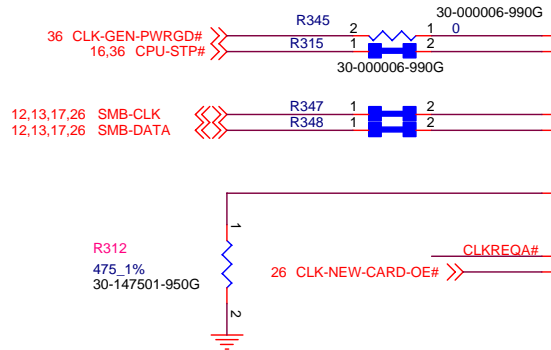 30-000006-990G
R345
36 CLK-GEN-PWRGD#
2
1
0
16,36 CPU-STP#
R315
1
2
30-000006-990G
12,13,17,26 SMB-CLK
R347
1
2
12,13,17,26 SMB-DATA
R348
1
2
1
R312
475_1%
30-147501-950G
2
CLKREQA#
26 CLK-NEW-CARD-OE#